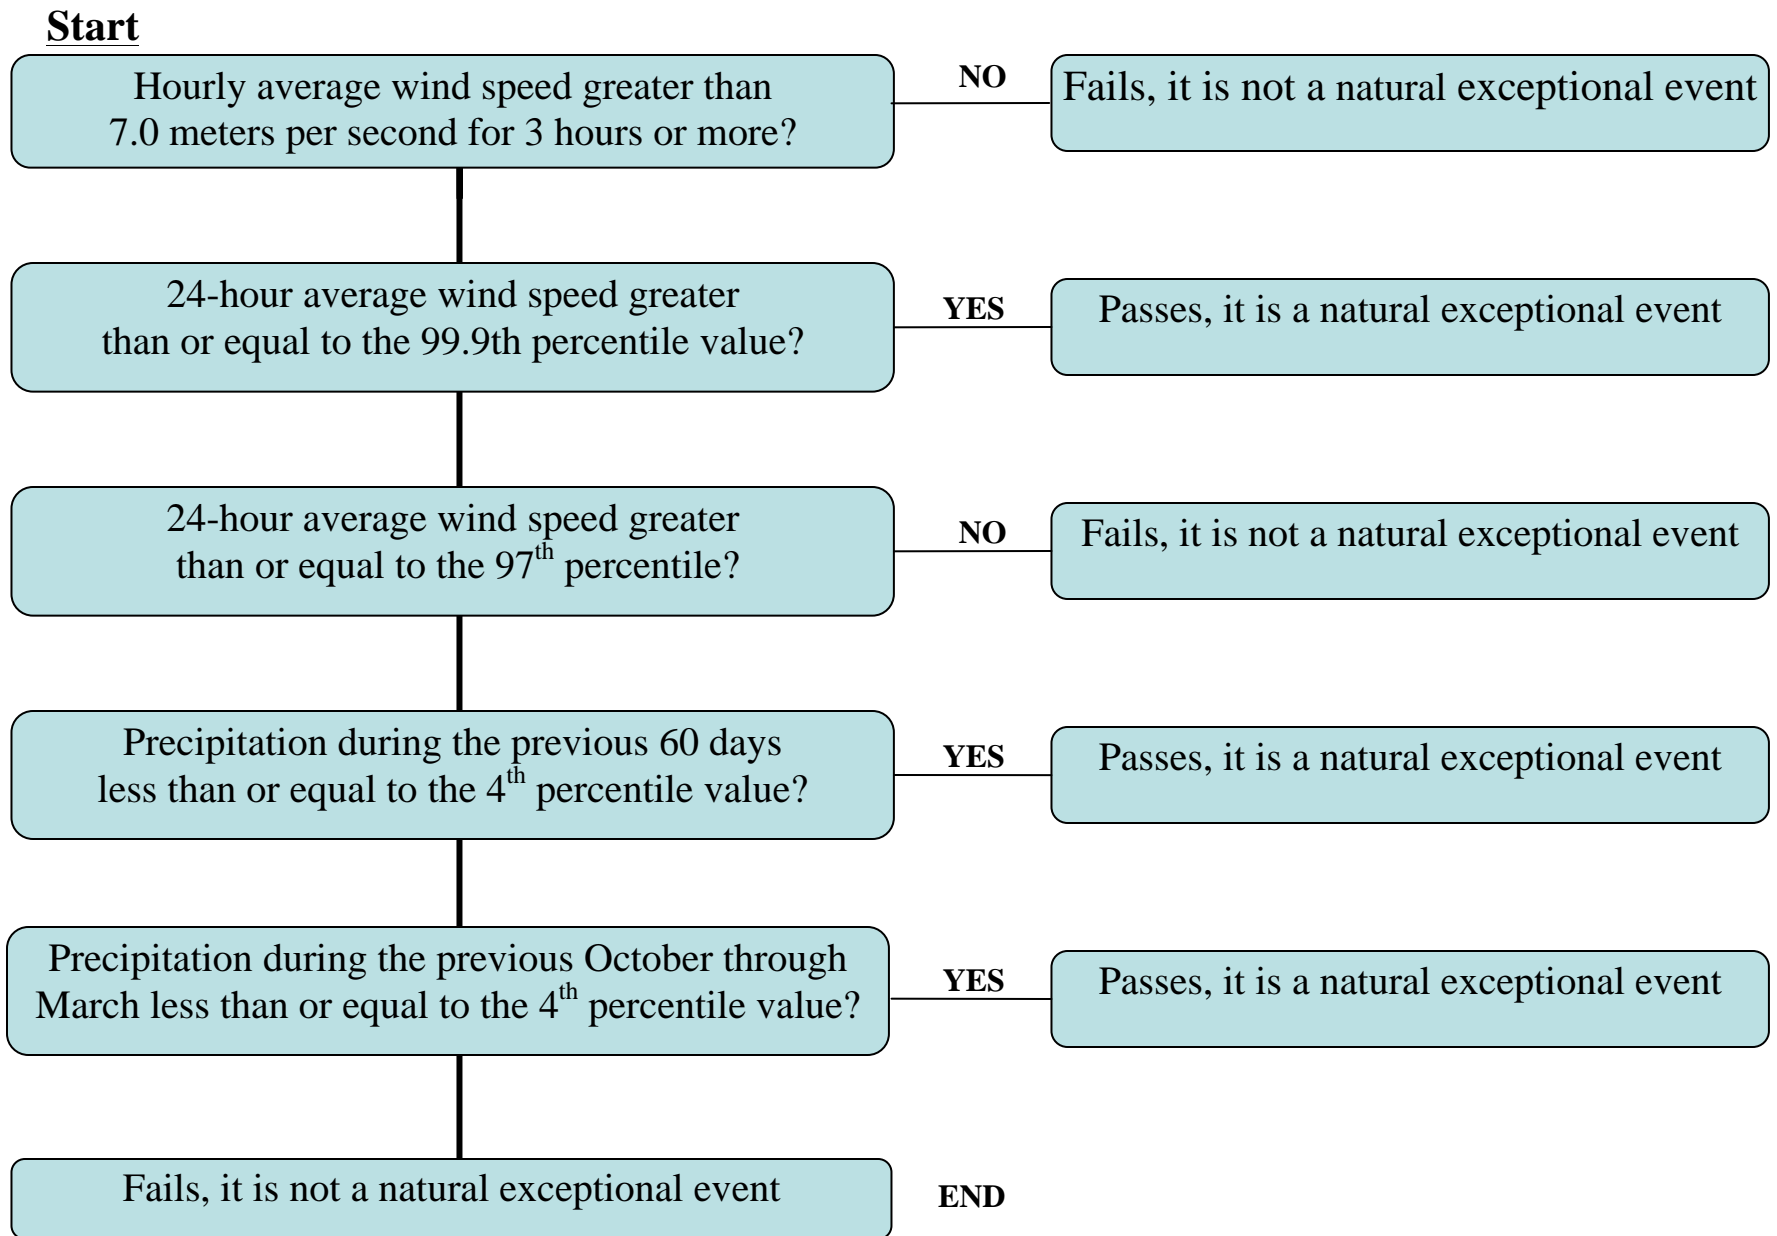 Start
Hourly average wind speed greater than
7.0 meters per second for 3 hours or more?
NO
Fails, it is not a natural exceptional event
24-hour average wind speed greater
than or equal to the 99.9th percentile value?
YES
Passes, it is a natural exceptional event
24-hour average wind speed greater
than or equal to the 97th percentile?
NO
Fails, it is not a natural exceptional event
Precipitation during the previous 60 days
less than or equal to the 4th percentile value?
YES
Passes, it is a natural exceptional event
Precipitation during the previous October through
March less than or equal to the 4th percentile value?
YES
Passes, it is a natural exceptional event
Fails, it is not a natural exceptional event
END